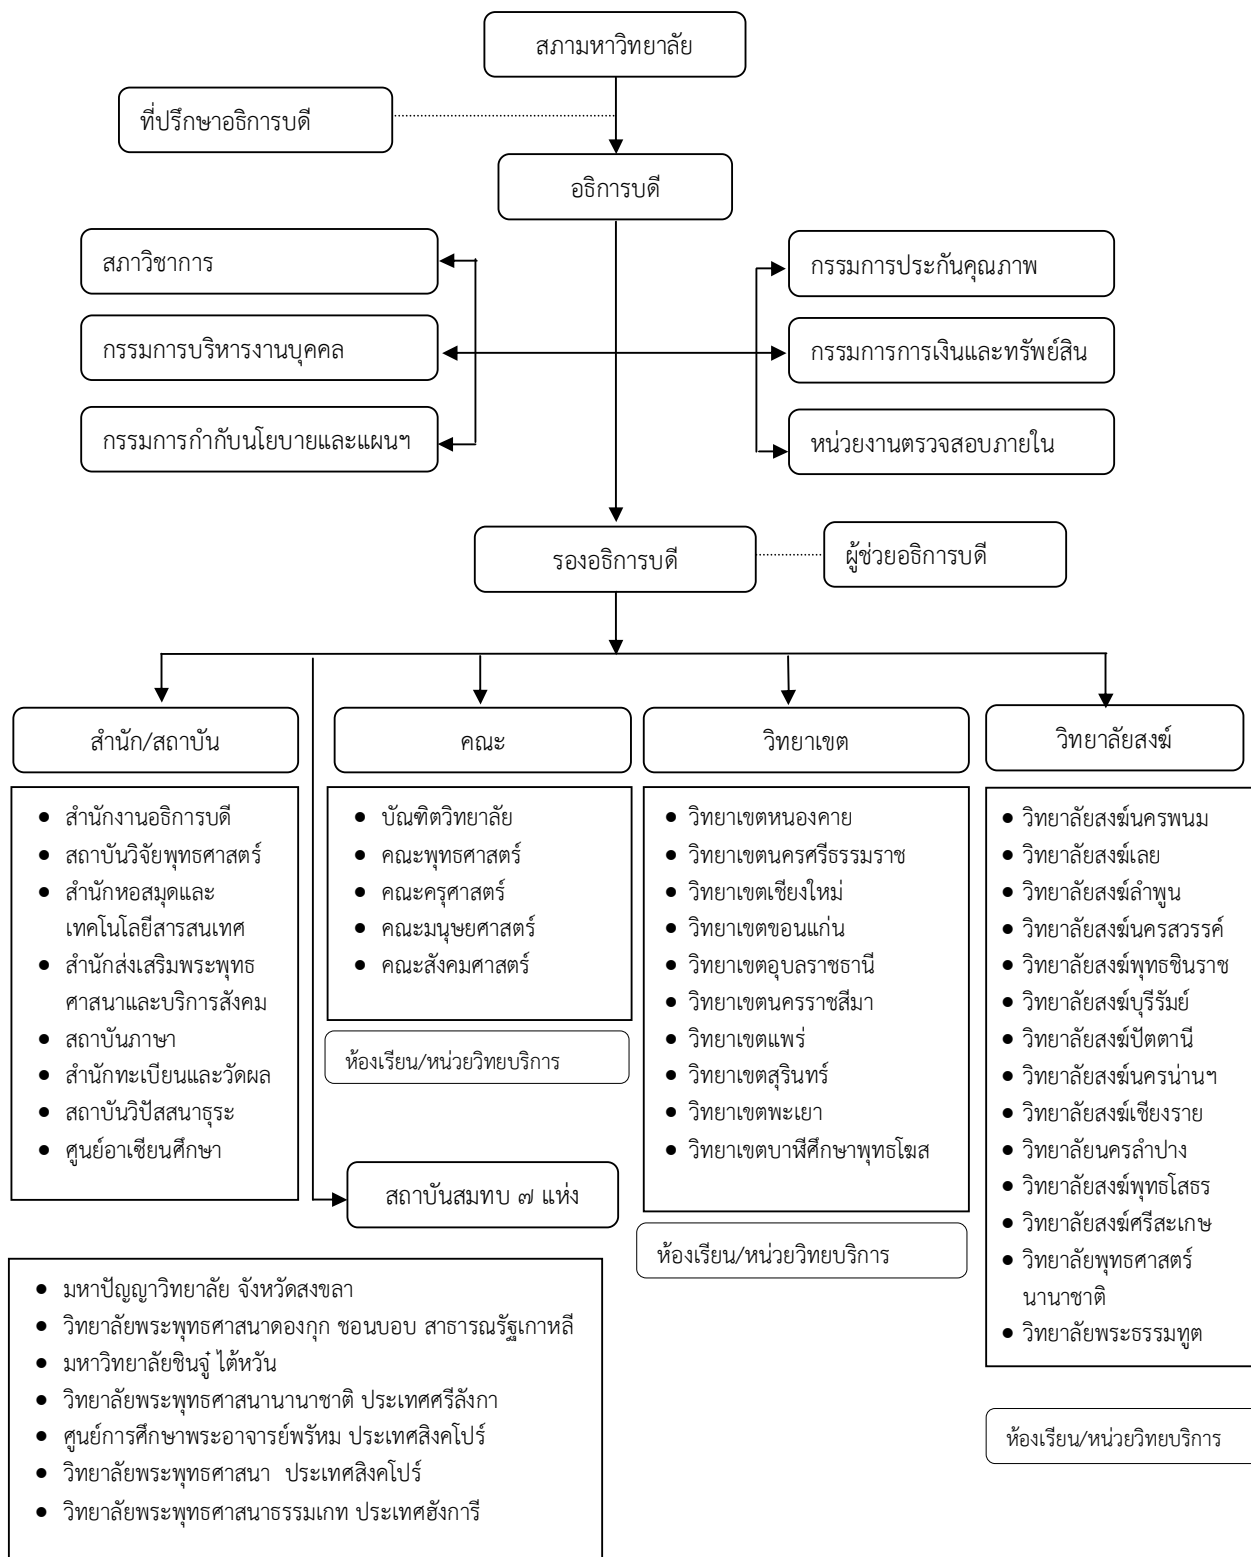 สภามหาวิทยาลัย
ที่ปรึกษาอธิการบดี
อธิการบดี
สภาวิชาการ
กรรมการประกันคุณภาพ
กรรมการบริหารงานบุคคล
กรรมการการเงินและทรัพย์สิน
กรรมการกำกับนโยบายและแผนฯ
หน่วยงานตรวจสอบภายใน
รองอธิการบดี
ผู้ช่วยอธิการบดี
สำนัก/สถาบัน
● สำนักงานอธิการบดี
● สถาบันวิจัยพุทธศาสตร์
● สำนักหอสมุดและ
เทคโนโลยีสารสนเทศ
● สำนักส่งเสริมพระพุทธ
ศาสนาและบริการสังคม
● สถาบันภาษา
● สำนักทะเบียนและวัดผล
● สถาบันวิปัสสนาธุระ
● ศูนย์อาเซียนศึกษา
คณะ
● บัณฑิตวิทยาลัย
● คณะพุทธศาสตร์
● คณะครุศาสตร์
● คณะมนุษยศาสตร์
● คณะสังคมศาสตร์
ห้องเรียน/หน่วยวิทยบริการ
วิทยาเขต
● วิทยาเขตหนองคาย
● วิทยาเขตนครศรีธรรมราช
● วิทยาเขตเชียงใหม่
● วิทยาเขตขอนแก่น
● วิทยาเขตอุบลราชธานี
● วิทยาเขตนครราชสีมา
● วิทยาเขตแพร่
● วิทยาเขตสุรินทร์
● วิทยาเขตพะเยา
● วิทยาเขตบาฬีศึกษาพุทธโฆส
ห้องเรียน/หน่วยวิทยบริการ
วิทยาลัยสงฆ์
● วิทยาลัยสงฆ์นครพนม
● วิทยาลัยสงฆ์เลย
● วิทยาลัยสงฆ์ลำพูน
● วิทยาลัยสงฆ์นครสวรรค์
● วิทยาลัยสงฆ์พุทธชินราช
● วิทยาลัยสงฆ์บุรีรัมย์
● วิทยาลัยสงฆ์ปัตตานี
● วิทยาลัยสงฆ์นครน่านฯ
● วิทยาลัยสงฆ์เชียงราย
● วิทยาลัยนครลำปาง
● วิทยาลัยสงฆ์พุทธโสธร
● วิทยาลัยสงฆ์ศรีสะเกษ
● วิทยาลัยพุทธศาสตร์
นานาชาติ
● วิทยาลัยพระธรรมทูต
ห้องเรียน/หน่วยวิทยบริการ
สถาบันสมทบ ๗ แห่ง
● มหาปัญญาวิทยาลัย จังหวัดสงขลา
● วิทยาลัยพระพุทธศาสนาดองกุก ชอนบอบ สาธารณรัฐเกาหลี
● มหาวิทยาลัยชินจู๋ ไต้หวัน
● วิทยาลัยพระพุทธศาสนานานาชาติ ประเทศศรีลังกา
● ศูนย์การศึกษาพระอาจารย์พรัหม ประเทศสิงคโปร์
● วิทยาลัยพระพุทธศาสนา ประเทศสิงคโปร์
● วิทยาลัยพระพุทธศาสนาธรรมเกท ประเทศฮังการี